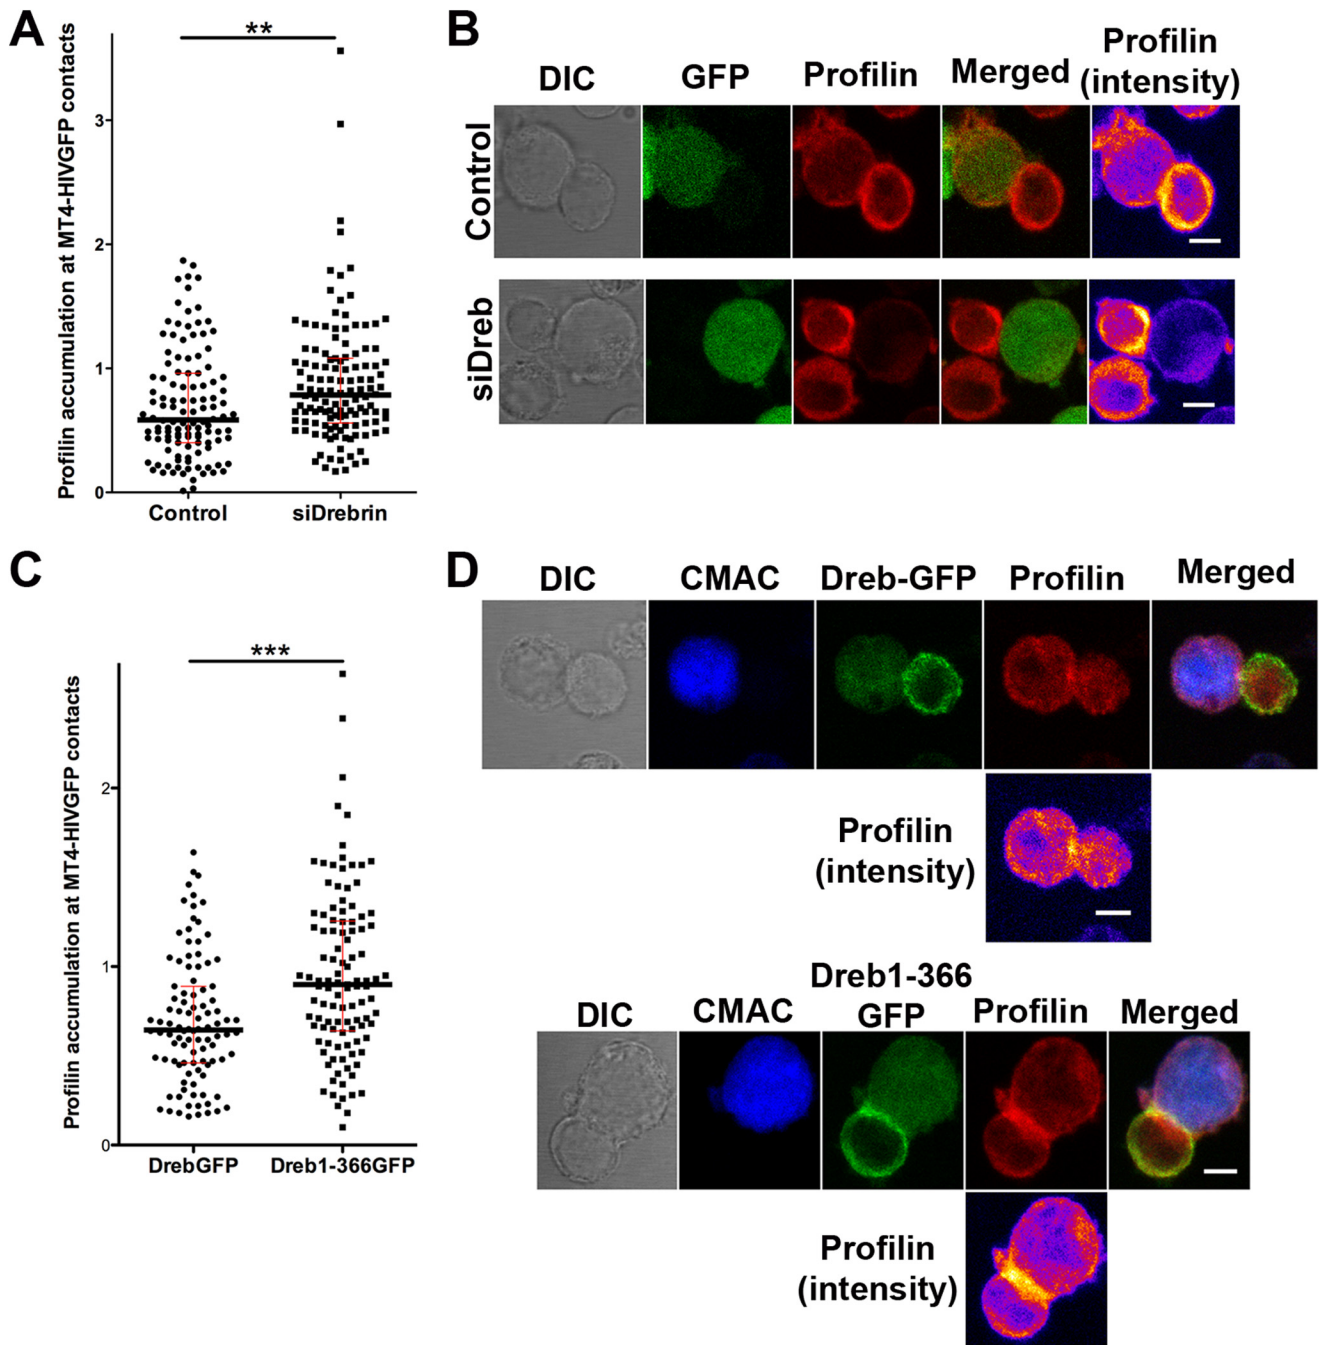 A
Profilin accumulation at MT4-HIVGFP contacts
**
3
2
1
0
Control
siDrebrin
B
DIC
GFP
Profilin
Merged
Profilin
(intensity)
Control
siDreb
C
Profilin accumulation at MT4-HIVGFP contacts
***
2
1
0
DrebGFP
Dreb1-366GFP
D
DIC
CMAC
Dreb-GFP
Profilin
Merged
Profilin
(intensity)
DIC
CMAC
Dreb1-366
GFP
Profilin
Merged
Profilin
(intensity)